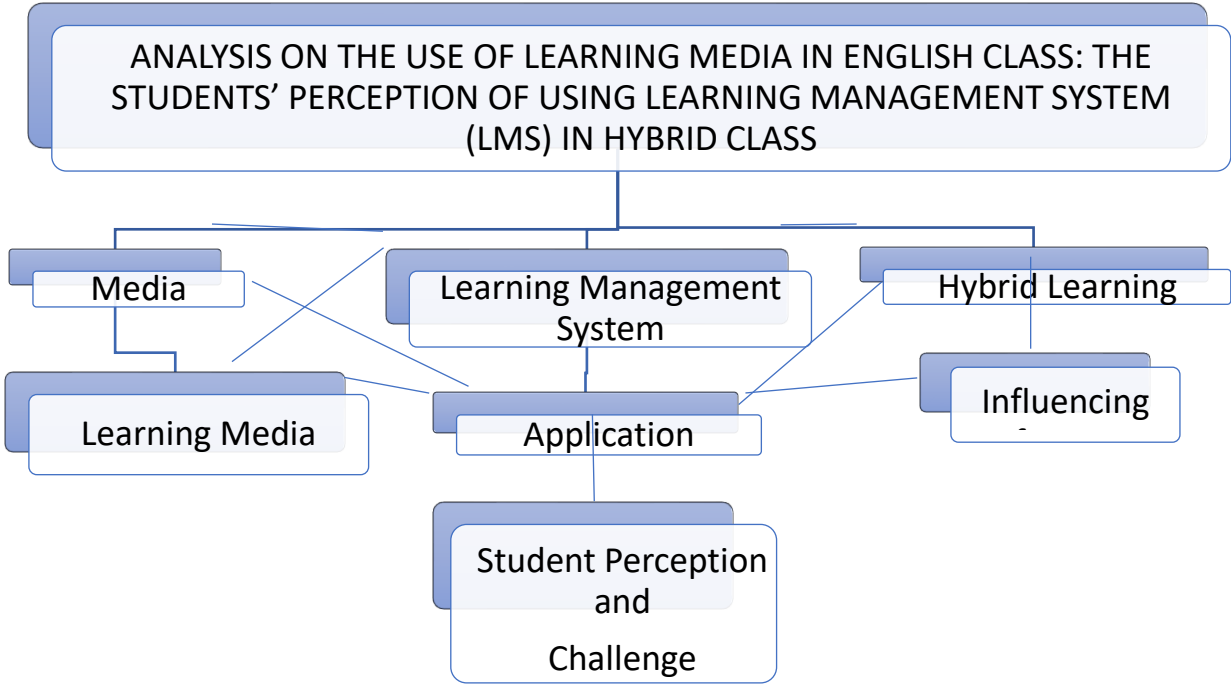 ANALYSIS ON THE USE OF LEARNING MEDIA IN ENGLISH CLASS: THE
STUDENTS’ PERCEPTION OF USING LEARNING MANAGEMENT SYSTEM
(LMS) IN HYBRID CLASS
Media
Learning Management
System
Hybrid Learning
Learning Media
Application
Influencing
Student Perception
and
Challenge